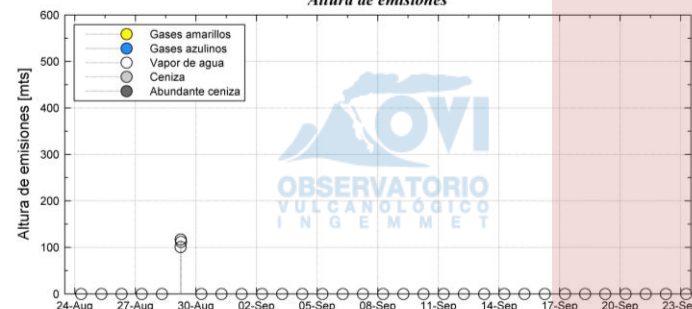 Altura de emisiones
600
500
400
300
200
100
0
Altura de emisiones [mts]
Gases amarillos
Gases azulinos
Vapor de agua
Ceniza
Abundante ceniza
OVI
OBSERVATORIO
VULCANOLÓGICO
INGEMMET
24-Aug 27-Aug 30-Aug 02-Sep 05-Sep 08-Sep 11-Sep 14-Sep 17-Sep 20-Sep 23-Se